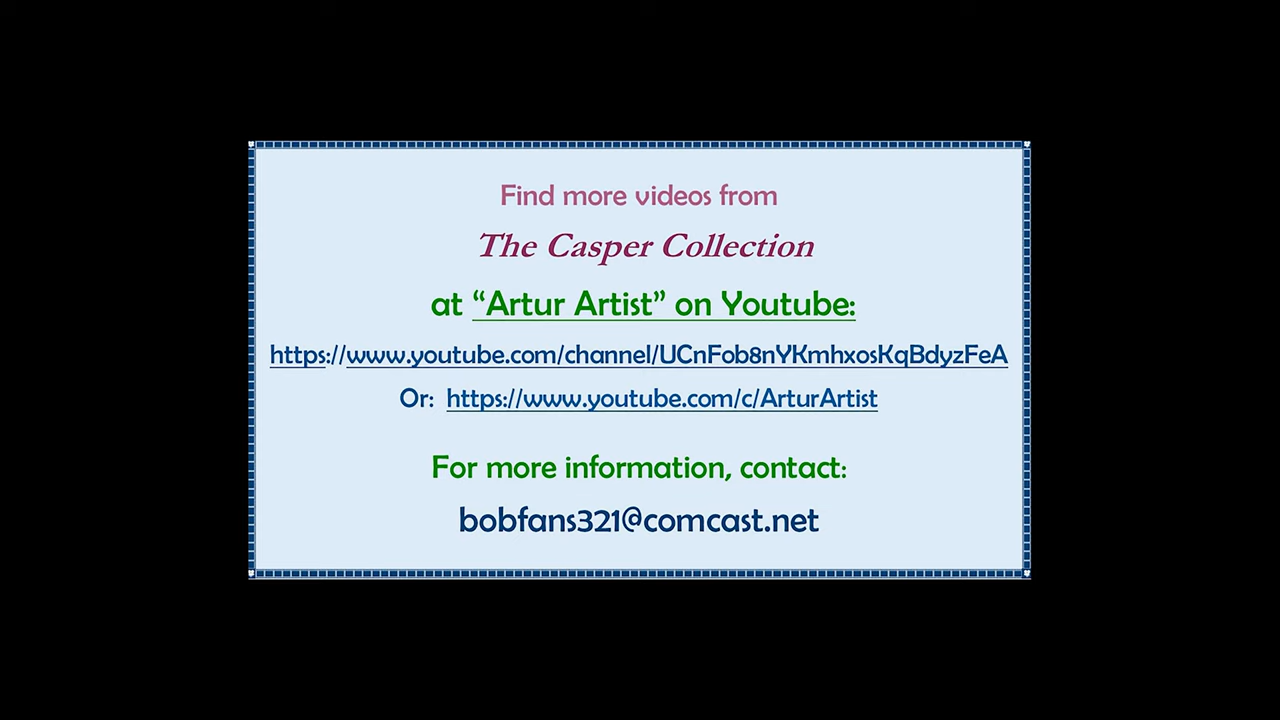 Find more videos from
The Casper Collection
at “Artur Artist” on Youtube:
https://www.youtube.com/channel/UCnFob8nYKmhxosKqBdyzFeA
Or: https://www.youtube.com/c/ArturArtist
For more information, contact:
bobfans321@comcast.net